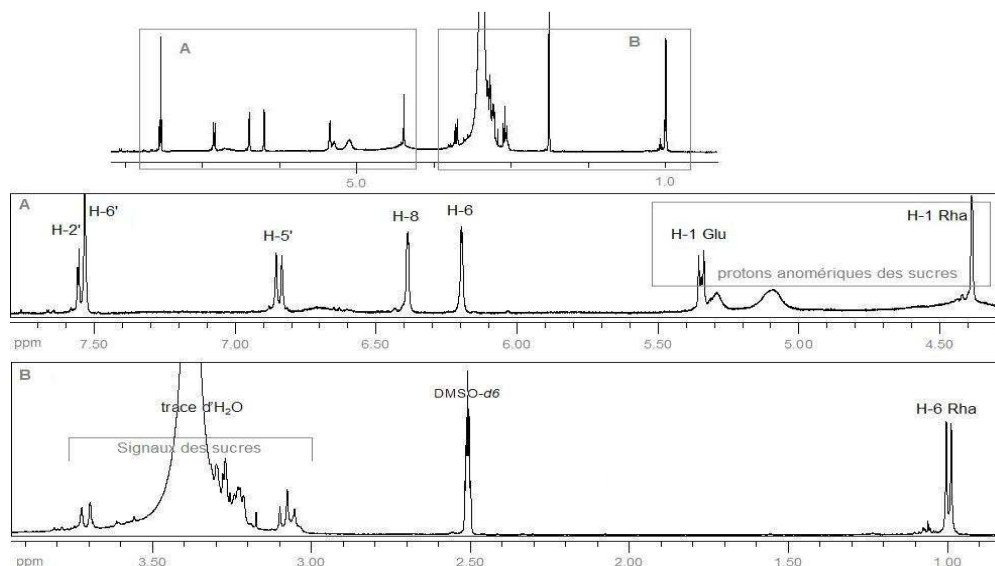 A
B
5.0
1.0
A
H-2'
H-6'
H-5'
H-8
H-6
H-1 Glu
H-1 Rha
protons anomériques des sucres
ppm 7.50 7.00 6.50 6.00 5.50 5.00 4.50
B
trace d'H₂O
Signaux des sucres
DMSO-d6
H-6 Rha
ppm 3.50 3.00 2.50 2.00 1.50 1.00